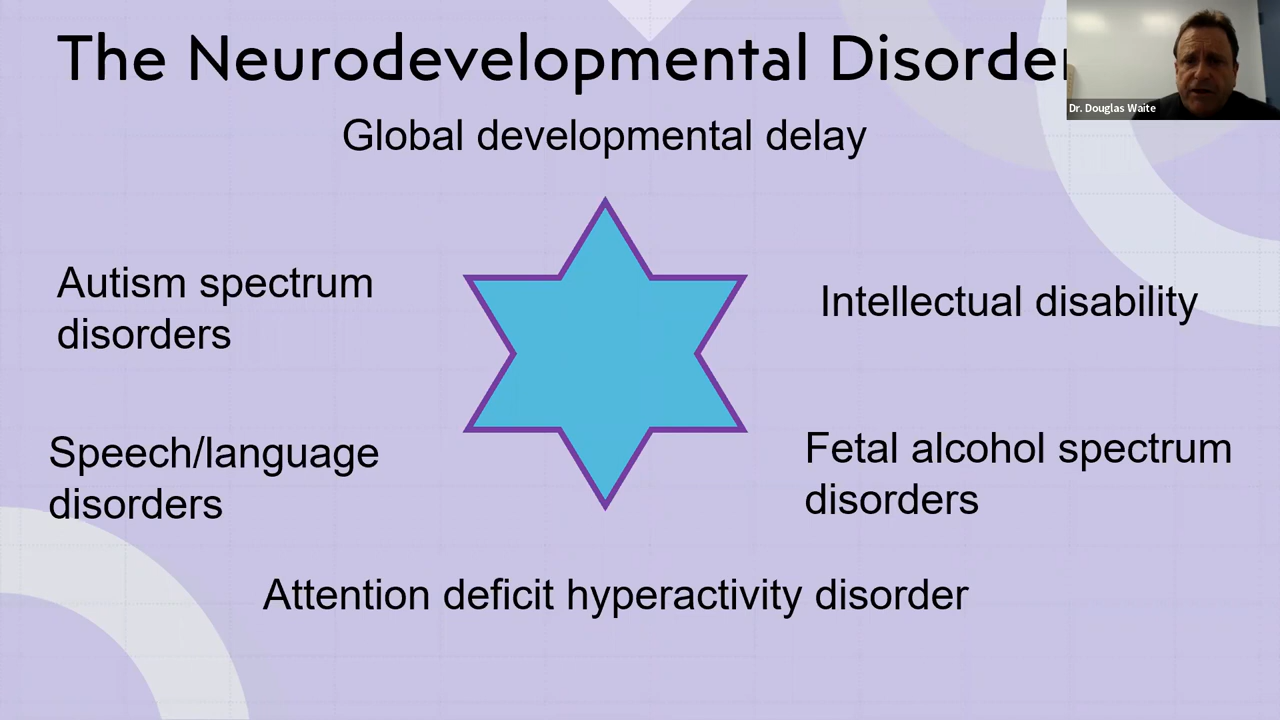 The Neurodevelopmental Disorder
Dr. Douglas Waite
Global developmental delay
Autism spectrum
disorders
Intellectual disability
Speech/language
disorders
Fetal alcohol spectrum
disorders
Attention deficit hyperactivity disorder